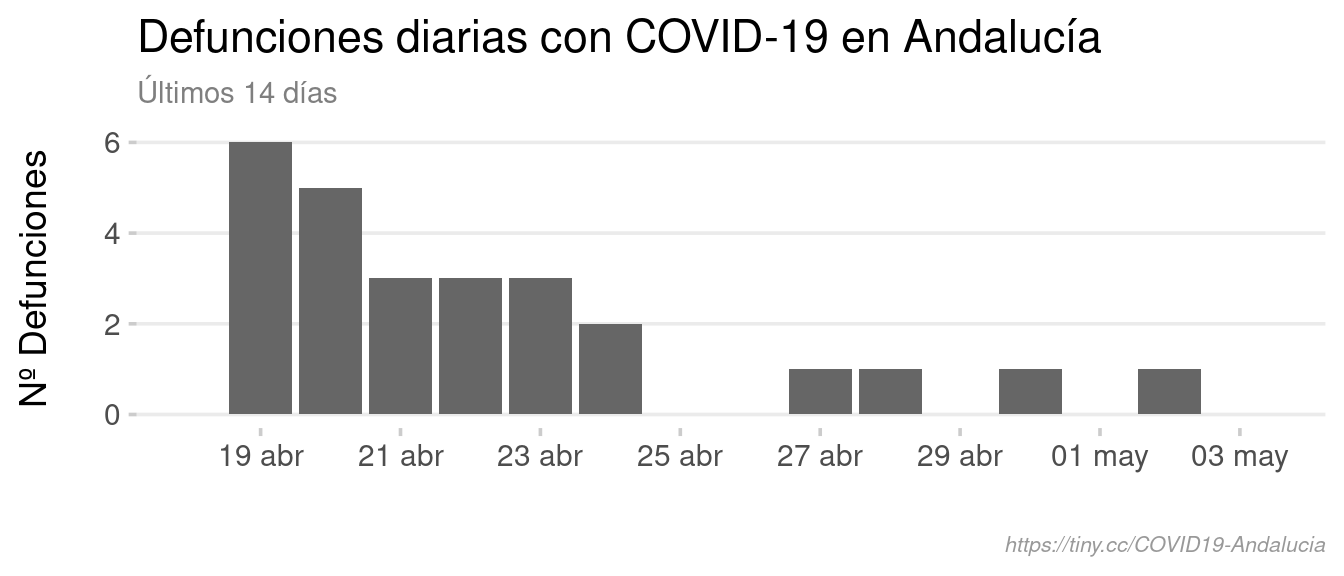 Defunciones diarias con COVID-19 en Andalucía
Últimos 14 días
Nº Defunciones
6
4
2
0
19 abr 21 abr 23 abr 25 abr 27 abr 29 abr 01 may 03 may
https://tiny.cc/COVID19-Andalucia